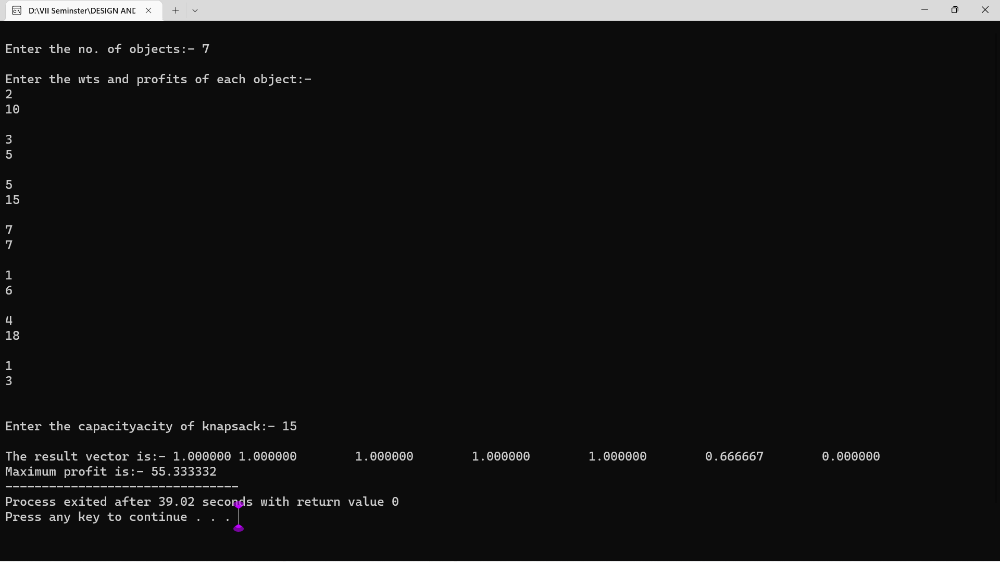 D:\VII Seminster\DESIGN AND
Enter the no. of objects:- 7
Enter the wts and profits of each object:-
2
10
3
5
5
15
7
7
1
6
4
18
1
3
Enter the capacityacity of knapsack:- 15
The result vector is:- 1.000000 1.000000 1.000000 1.000000 1.000000 0.666667 0.000000
Maximum profit is:- 55.333332
--------------------------------
Process exited after 39.02 seconds with return value 0
Press any key to continue . . .